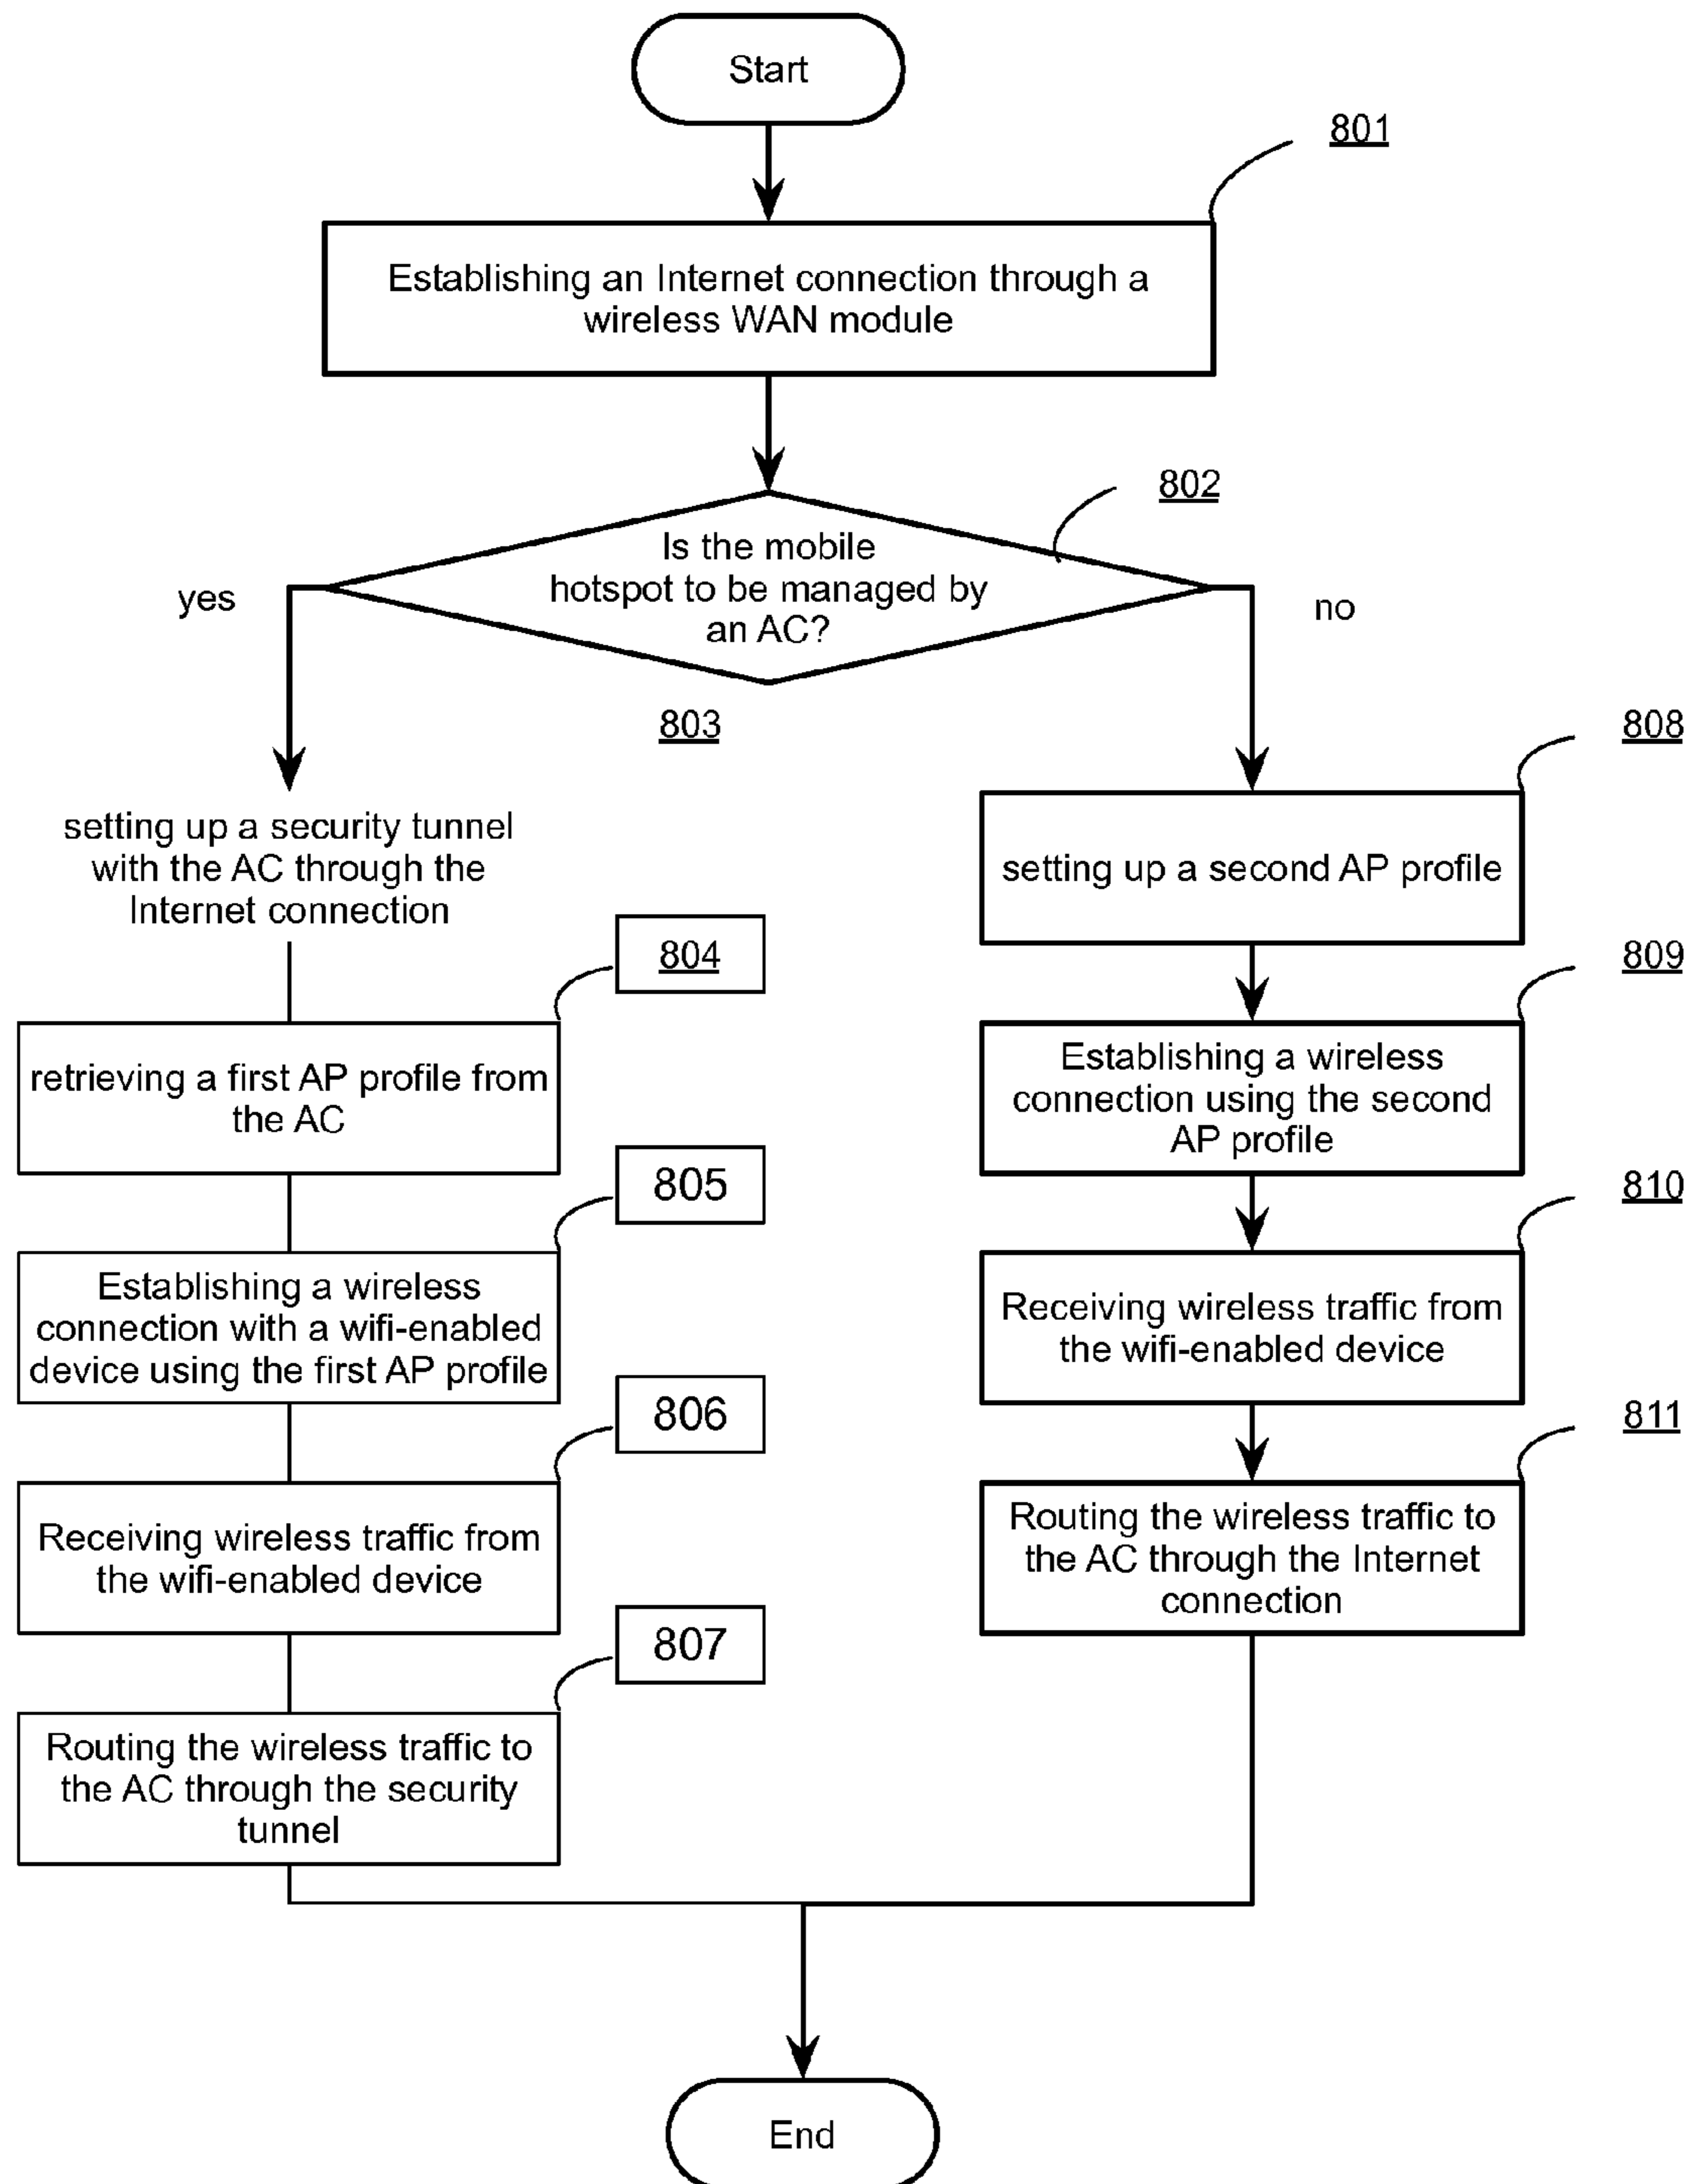 Start
801
Establishing an Internet connection through a
wireless WAN module
802
Is the mobile
hotspot to be managed by
an AC?
yes
no
803
setting up a security tunnel
with the AC through the
Internet connection
804
retrieving a first AP profile from
the AC
805
Establishing a wireless
connection with a wifi-enabled
device using the first AP profile
806
Receiving wireless traffic from
the wifi-enabled device
807
Routing the wireless traffic to
the AC through the security
tunnel
808
setting up a second AP profile
809
Establishing a wireless
connection using the second
AP profile
810
Receiving wireless traffic from
the wifi-enabled device
811
Routing the wireless traffic to
the AC through the Internet
connection
End